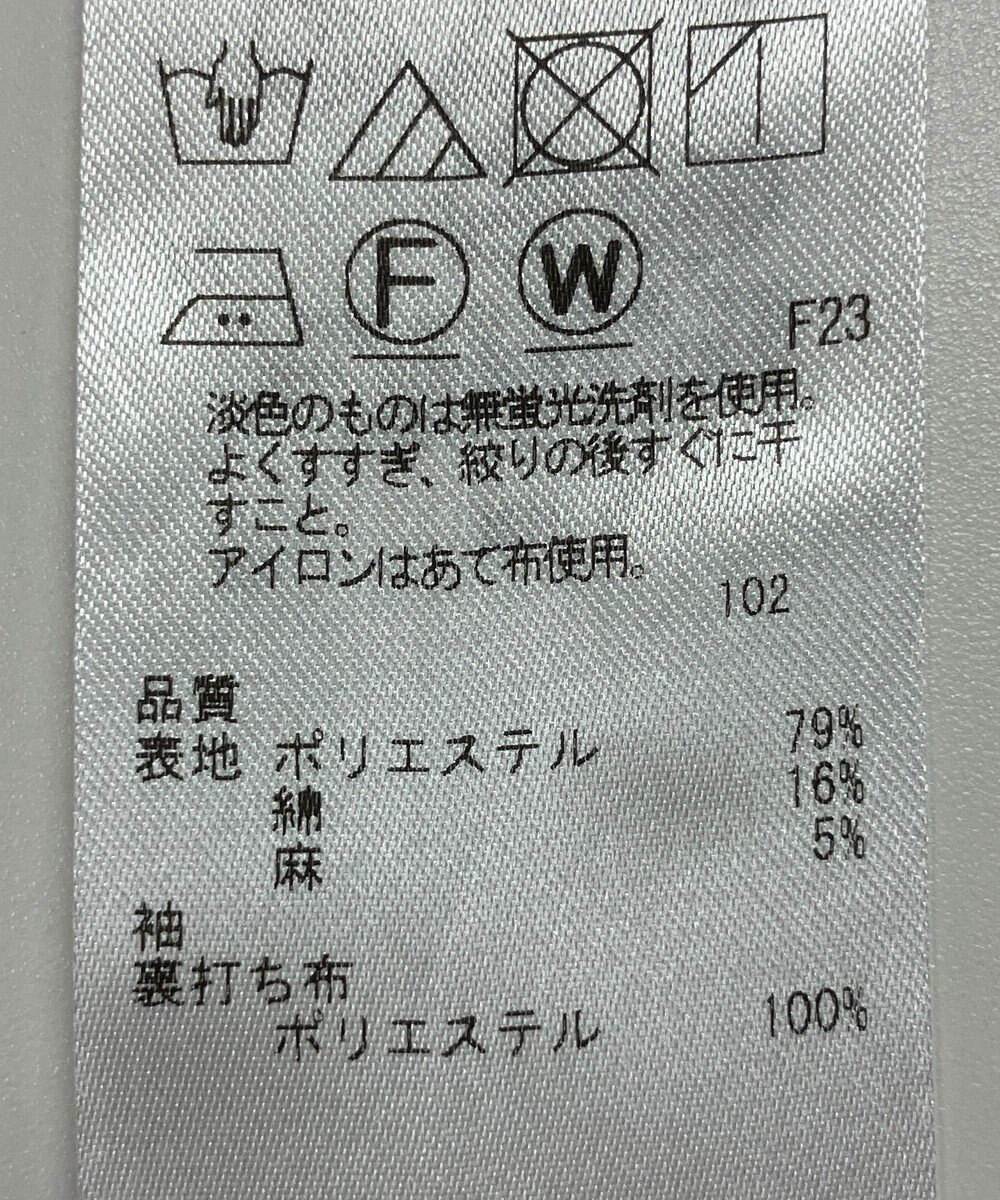 F W
F23
淡色のものは無蛍光洗剤を使用。
よくすすぎ、絞りの後すぐに干
すこと。
アイロンはあて布使用。
102
品質
表地 ポリエステル 79%
綿 16%
麻 5%
袖
裏打ち布
ポリエステル 100%